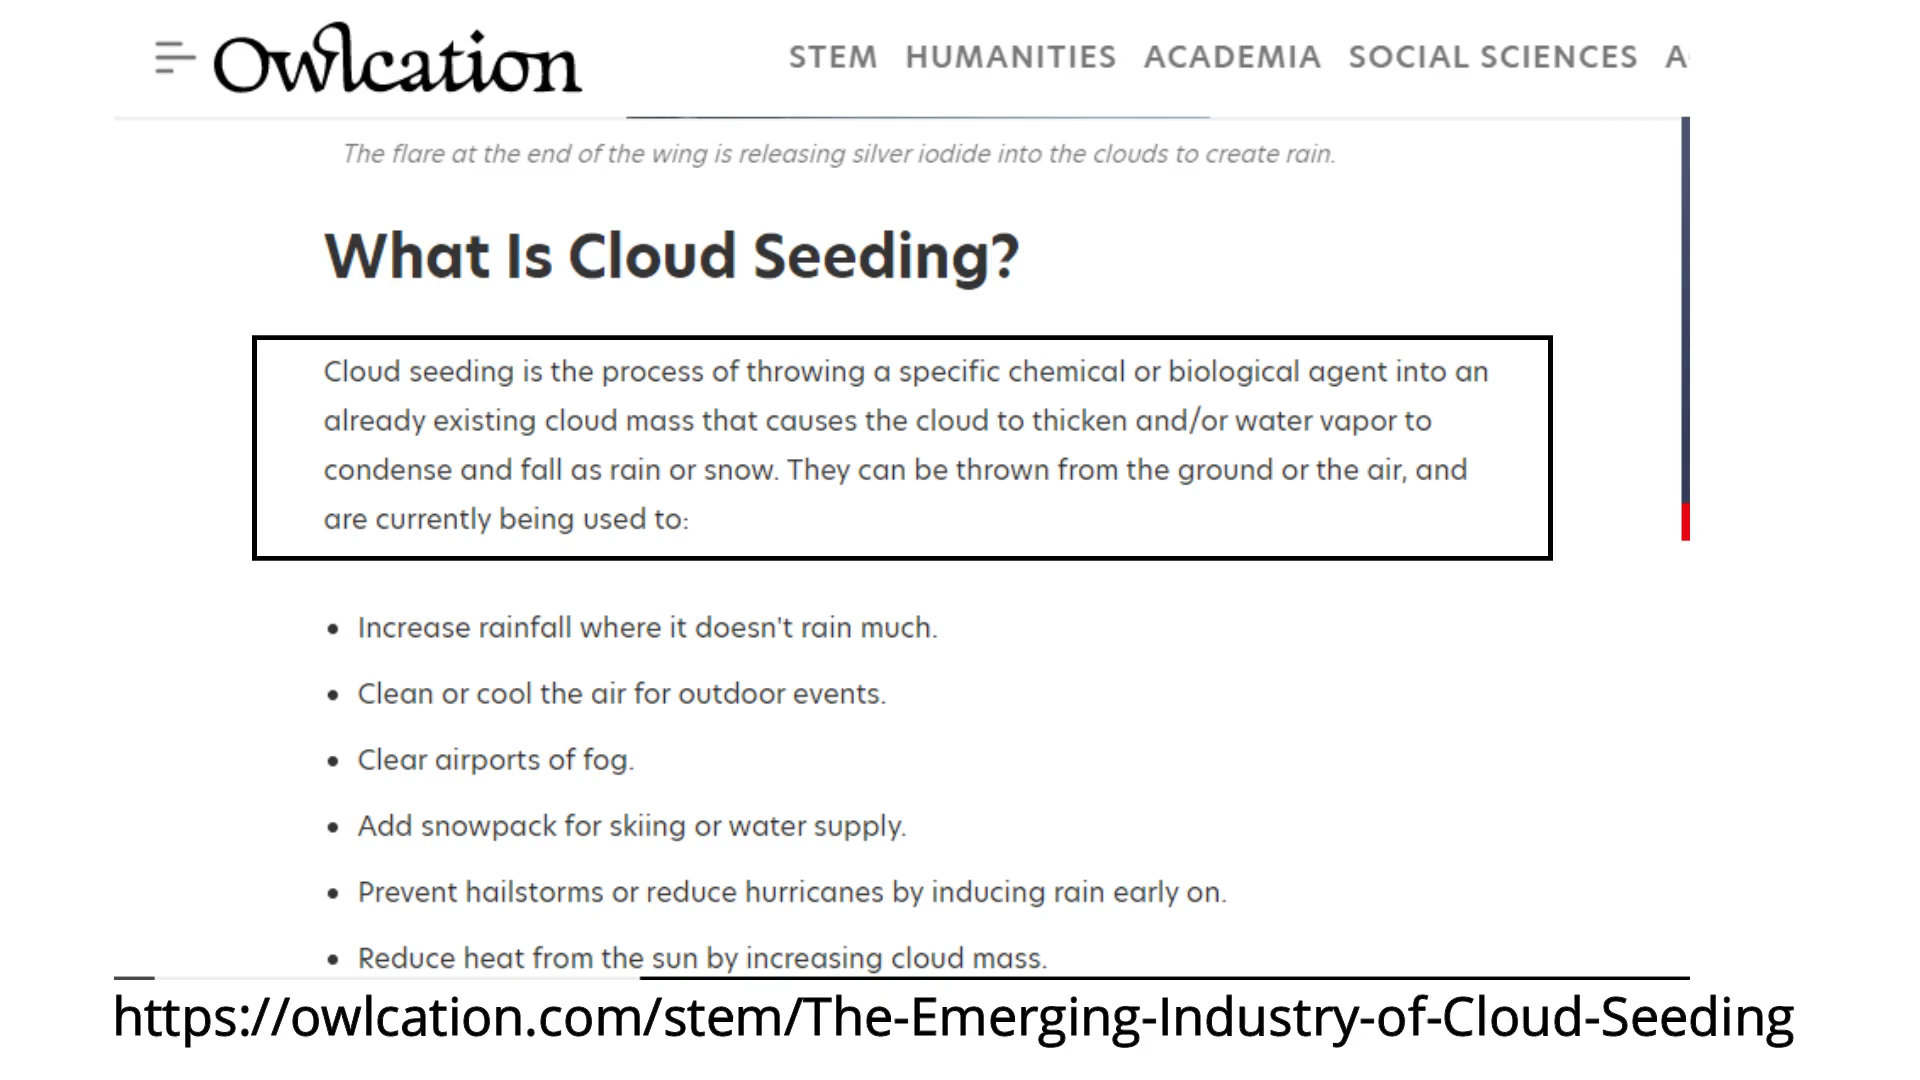 Owlcation
STEM HUMANITIES ACADEMIA SOCIAL SCIENCES A
The flare at the end of the wing is releasing silver iodide into the clouds to create rain.
What Is Cloud Seeding?
Cloud seeding is the process of throwing a specific chemical or biological agent into an
already existing cloud mass that causes the cloud to thicken and/or water vapor to
condense and fall as rain or snow. They can be thrown from the ground or the air, and
are currently being used to:
• Increase rainfall where it doesn't rain much.
• Clean or cool the air for outdoor events.
• Clear airports of fog.
• Add snowpack for skiing or water supply.
• Prevent hailstorms or reduce hurricanes by inducing rain early on.
• Reduce heat from the sun by increasing cloud mass.
https://owlcation.com/stem/The-Emerging-Industry-of-Cloud-Seeding